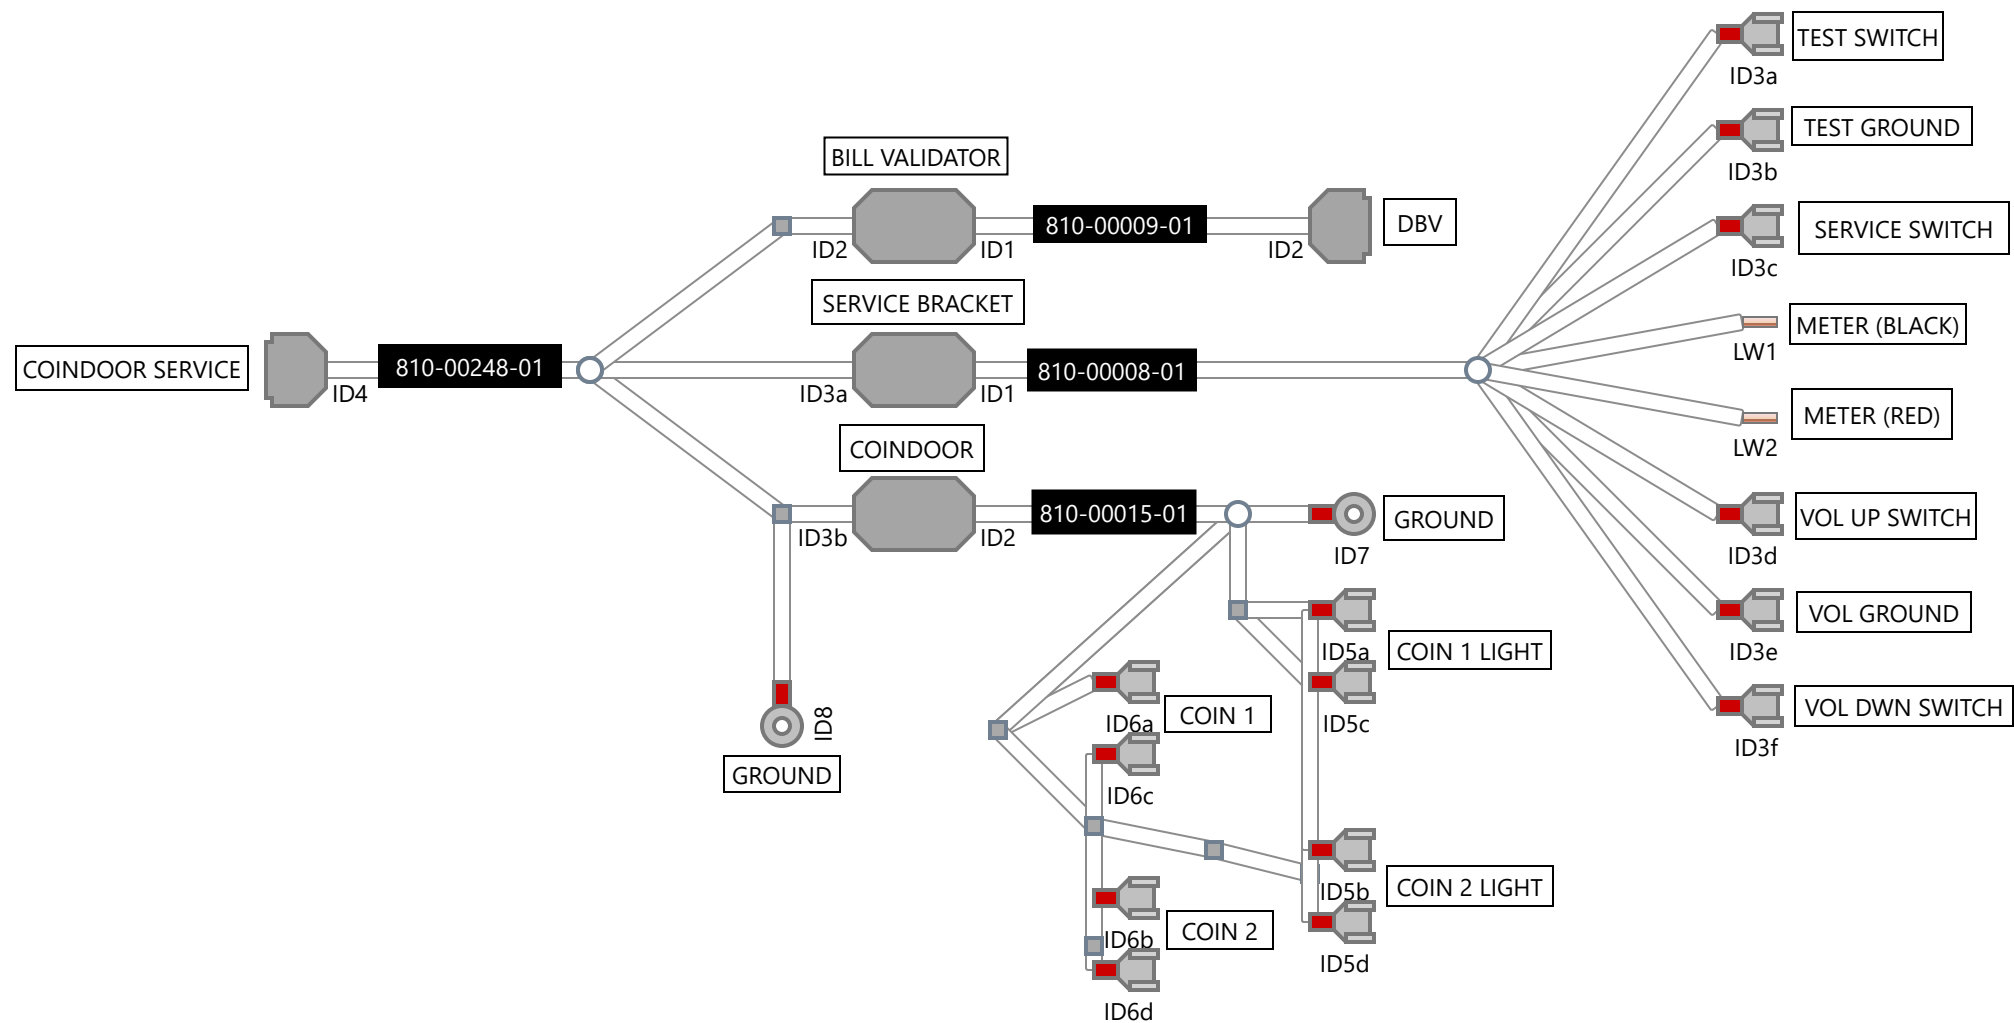 TEST SWITCH
ID3a
TEST GROUND
ID3b
BILL VALIDATOR
810-00009-01
ID2
ID1
ID2
DBV
SERVICE SWITCH
ID3c
SERVICE BRACKET
METER (BLACK)
LW1
COINDOOR SERVICE
ID4
810-00248-01
ID3a
ID1
810-00008-01
METER (RED)
LW2
COINDOOR
ID3b
ID2
810-00015-01
GROUND
ID7
VOL UP SWITCH
ID3d
ID5a
COIN 1 LIGHT
ID5c
VOL GROUND
ID3e
ID6a
COIN 1
ID6c
VOL DWN SWITCH
ID3f
ID8
GROUND
ID5b
COIN 2 LIGHT
ID5d
ID6b
COIN 2
ID6d